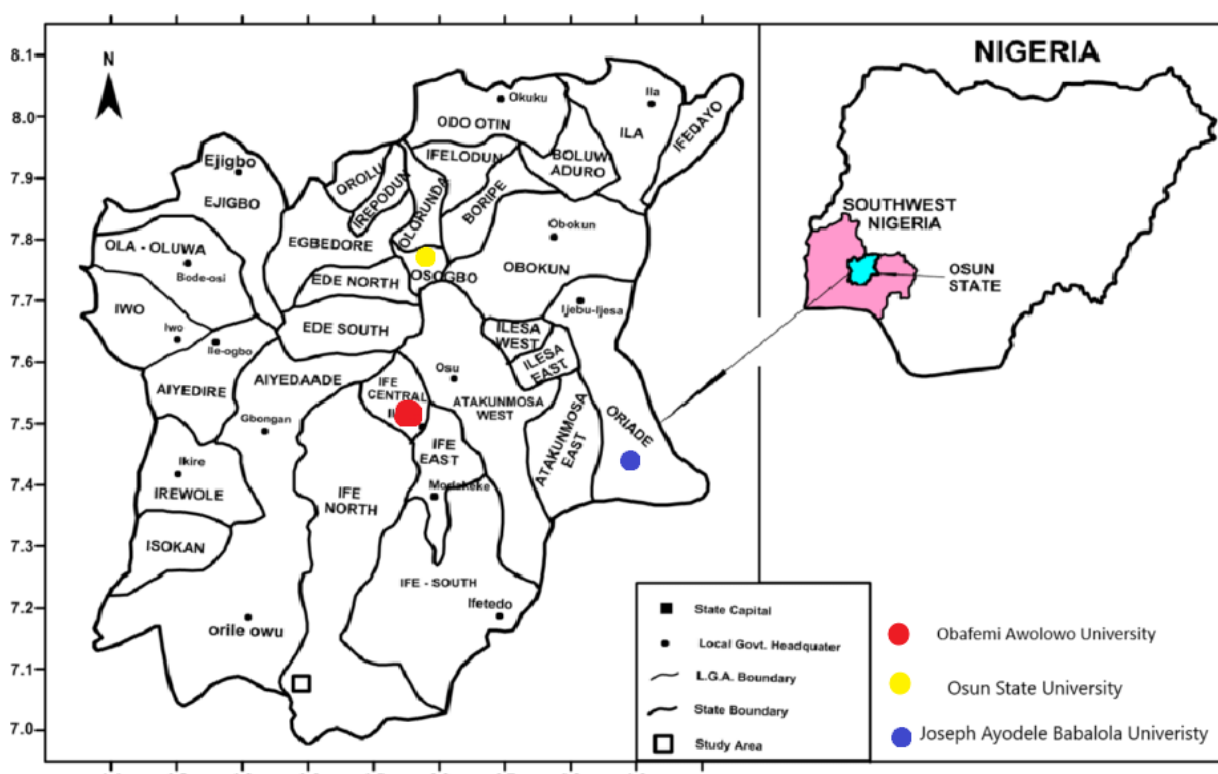 NIGERIA
SOUTHWEST
NIGERIA
OSUN
STATE
N
8.1
8.0
7.9
7.8
7.7
7.6
7.5
7.4
7.3
7.2
7.1
7.0
Okuku
ODO OTIN
Ila
ILA
IFEDAYO
Ejigbo
EJIGBO
OROLU
IREPODUN
OLORUNDA
IFELODUN
BORIPE
BOLUW
ADURO
OLA - OLUWA
Biode-osi
EGBEDORE
EDE NORTH
OSOGBO
Obokun
OBOKUN
IWO
Iwo
Ile-ogbo
EDE SOUTH
Ijebu-Ijesa
ILESA
WEST
ILESA
EAST
AIYEDIRE
AIYEDAADE
Gbongan
IFE
CENTRAL
Osu
ATAKUNMOSA
WEST
ATAKUNMOSA
EAST
ORIADE
Ikire
IREWOLE
IFE
NORTH
IFE
EAST
ISOKAN
IFE - SOUTH
Ifetedo
orile owu
State Capital
Local Govt. Headquater
L.G.A. Boundary
State Boundary
Study Area
Obafemi Awolowo University
Osun State University
Joseph Ayodele Babalola Univeristy